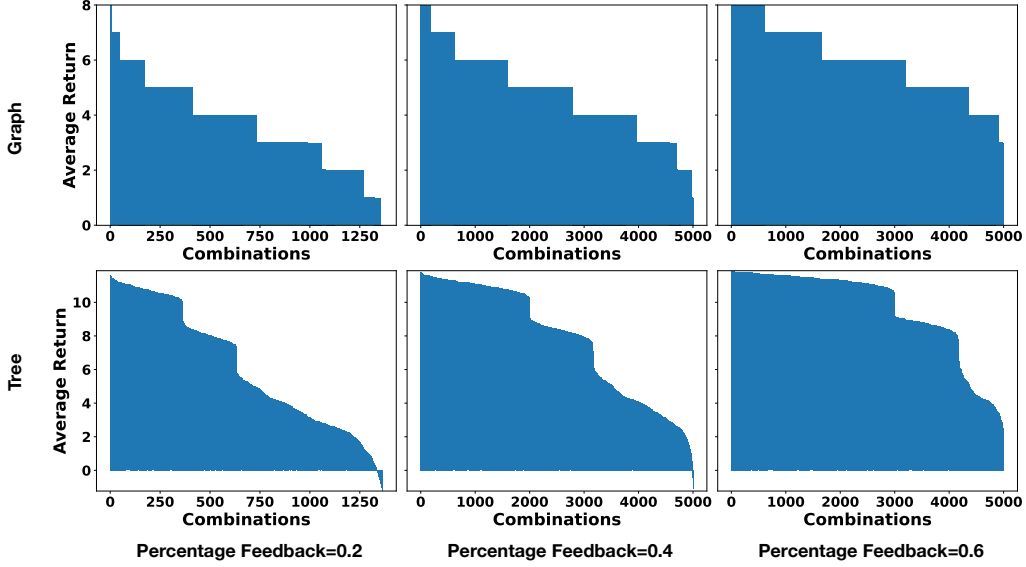 Graph
Average Return
8
6
4
2
0
0 250 500 750 1000 1250
Combinations
0 1000 2000 3000 4000 5000
Combinations
0 1000 2000 3000 4000 5000
Combinations
Tree
Average Return
10
8
6
4
2
0
0 250 500 750 1000 1250
Combinations
0 1000 2000 3000 4000 5000
Combinations
0 1000 2000 3000 4000 5000
Combinations
Percentage Feedback=0.2
Percentage Feedback=0.4
Percentage Feedback=0.6